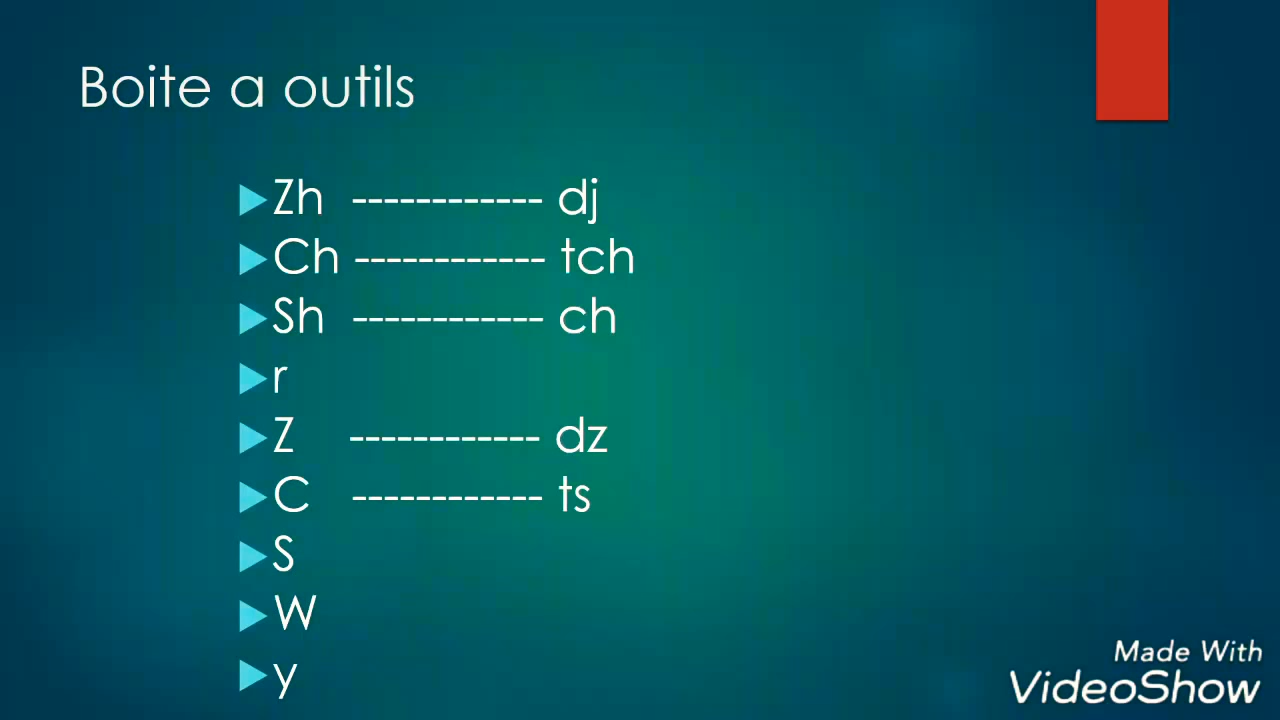 Boite a outils
Zh ------------ dj
Ch ------------ tch
Sh ------------ ch
r
Z ------------ dz
C ------------ ts
S
W
y
Made With
VideoShow